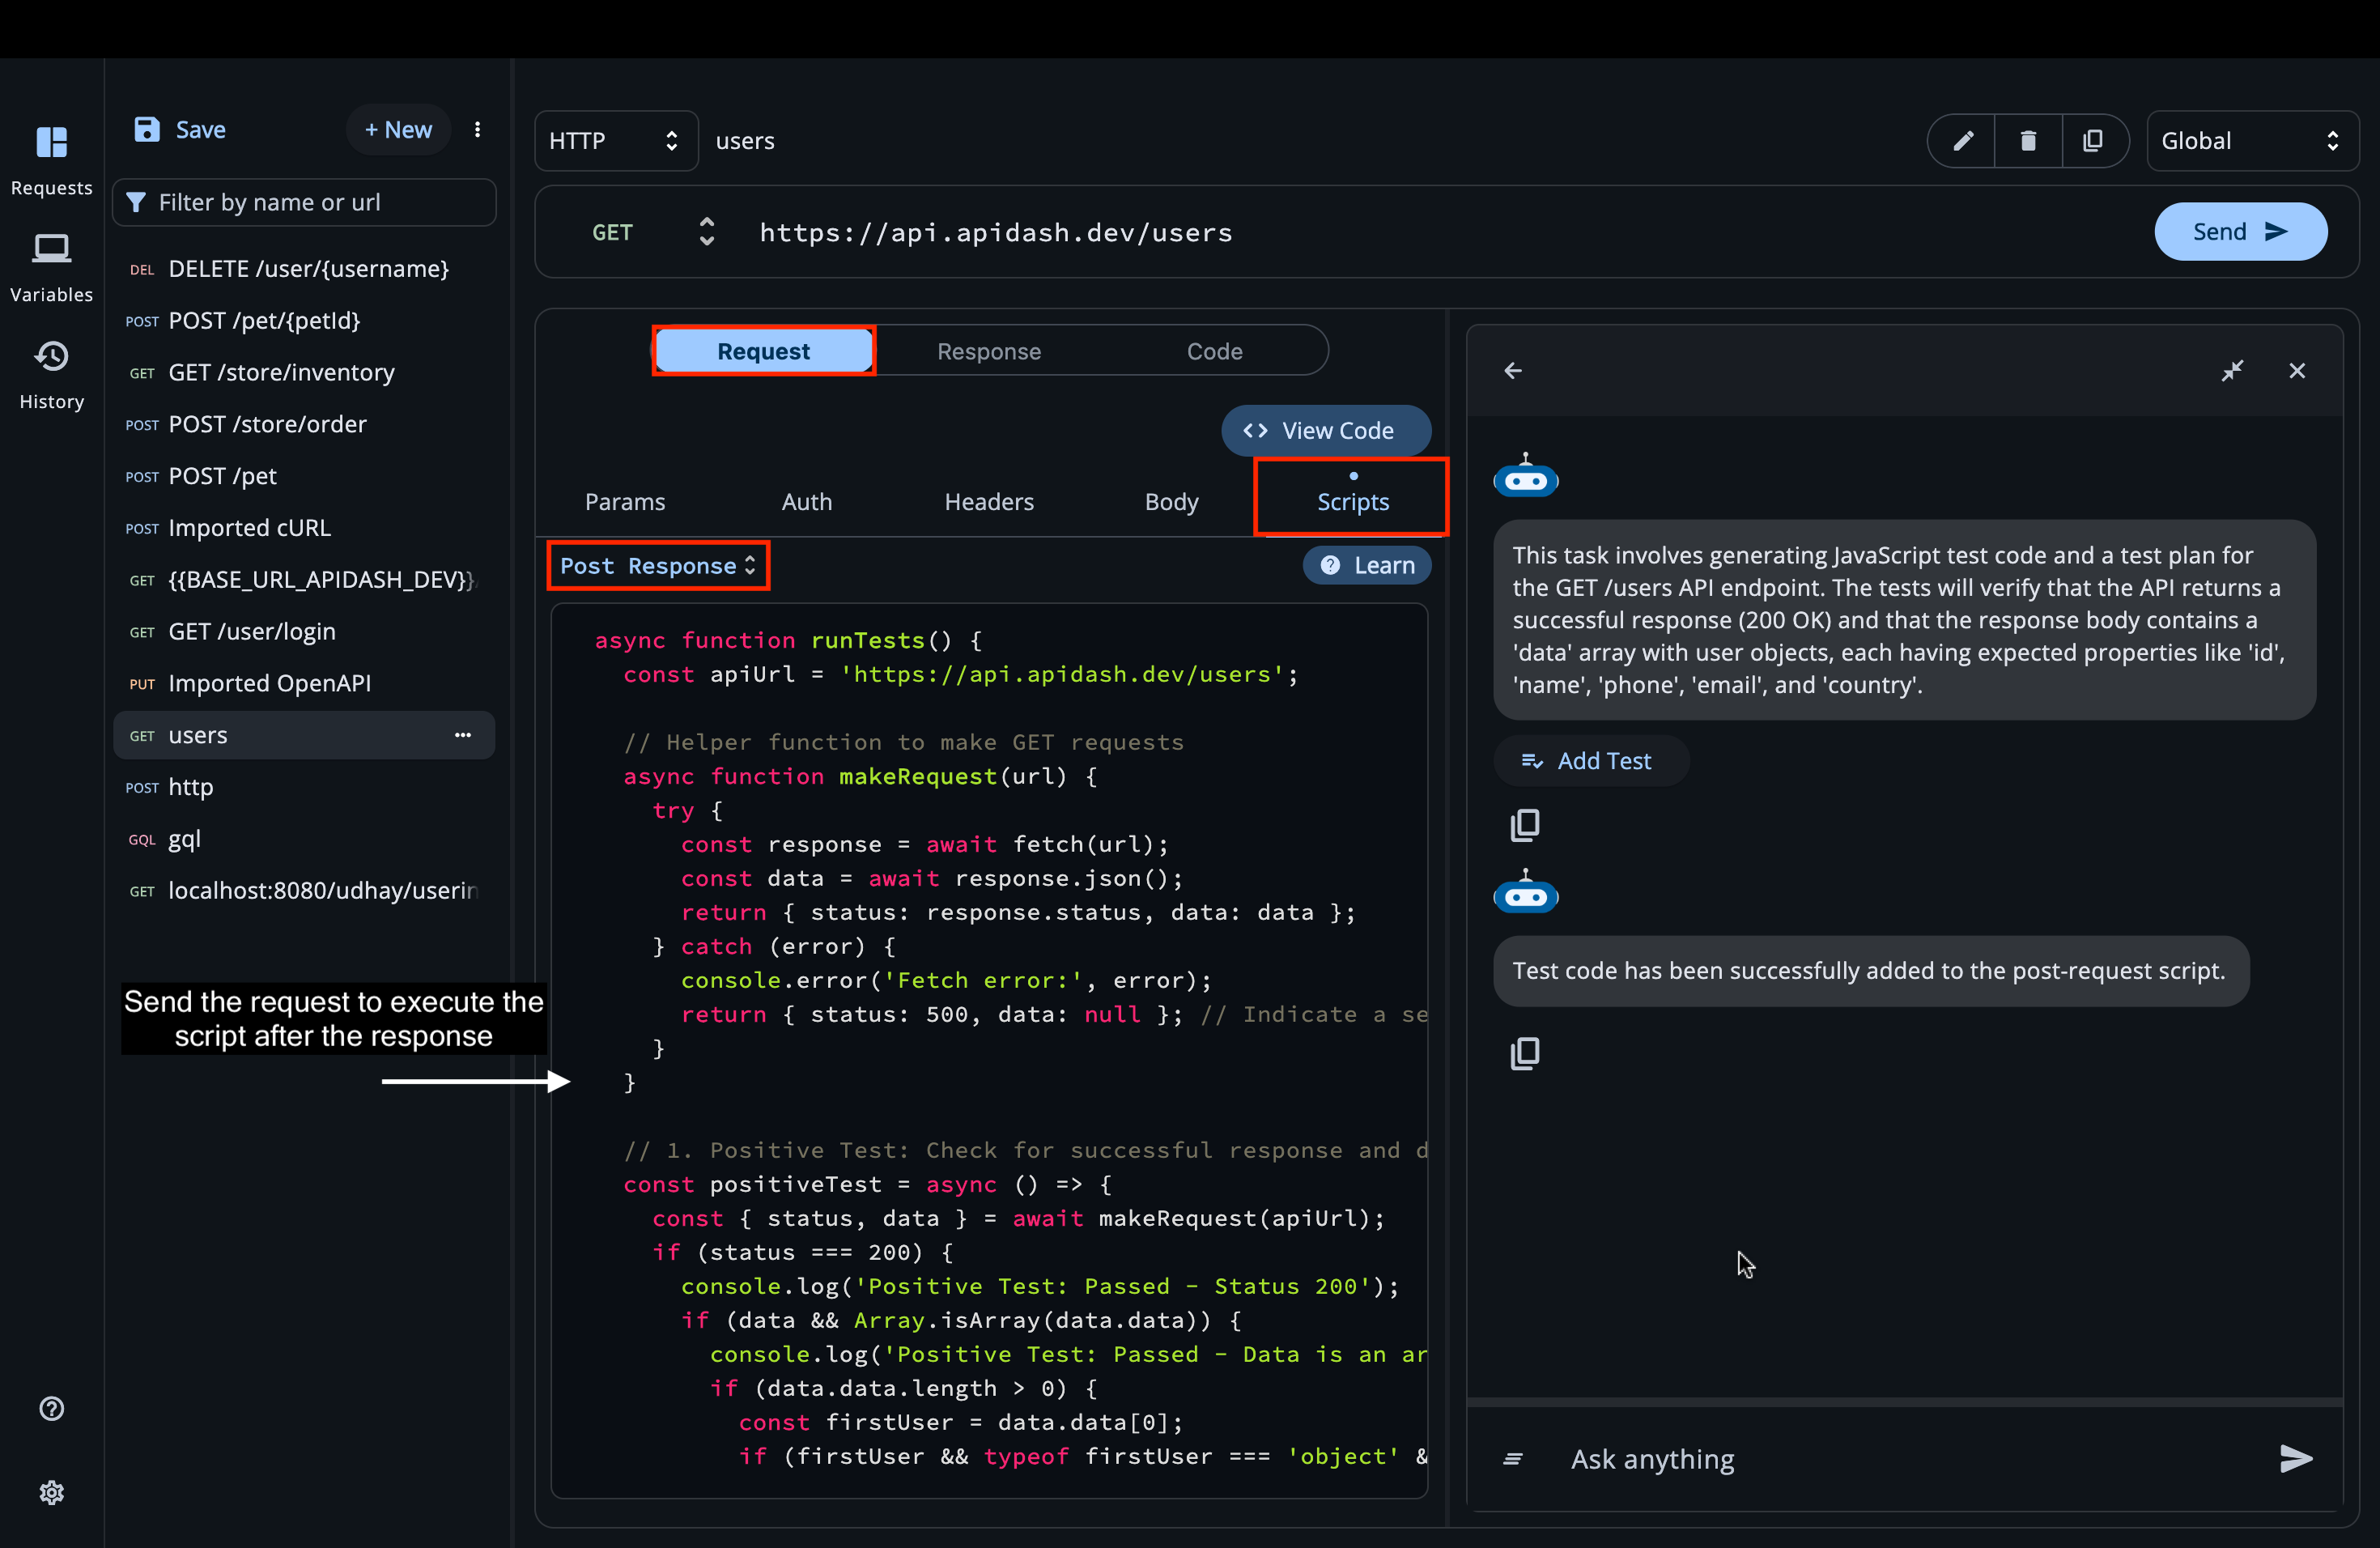 Requests
Variables
History
Save
+ New
Filter by name or url
DEL DELETE /user/{username}
POST POST /pet/{petId}
GET GET /store/inventory
POST POST /store/order
POST POST /pet
POST Imported cURL
GET {{BASE_URL_APIDASH_DEV}}
GET GET /user/login
PUT Imported OpenAPI
GET users
POST http
GQL gql
GET localhost:8080/udhay/userin
Send the request to execute the
script after the response
HTTP
users
Global
GET
https://api.apidash.dev/users
Send
Request
Response
Code
View Code
Params
Auth
Headers
Body
Scripts
Post Response
Learn
async function runTests() {
const apiUrl = 'https://api.apidash.dev/users';
// Helper function to make GET requests
async function makeRequest(url) {
try {
const response = await fetch(url);
const data = await response.json();
return { status: response.status, data: data };
} catch (error) {
console.error('Fetch error:', error);
return { status: 500, data: null }; // Indicate a se
}
}
// 1. Positive Test: Check for successful response and d
const positiveTest = async () => {
const { status, data } = await makeRequest(apiUrl);
if (status === 200) {
console.log('Positive Test: Passed - Status 200');
if (data && Array.isArray(data.data)) {
console.log('Positive Test: Passed - Data is an ar
if (data.data.length > 0) {
const firstUser = data.data[0];
if (firstUser && typeof firstUser === 'object' &
This task involves generating JavaScript test code and a test plan for
the GET /users API endpoint. The tests will verify that the API returns a
successful response (200 OK) and that the response body contains a
'data' array with user objects, each having expected properties like 'id',
'name', 'phone', 'email', and 'country'.
Add Test
Test code has been successfully added to the post-request script.
Ask anything